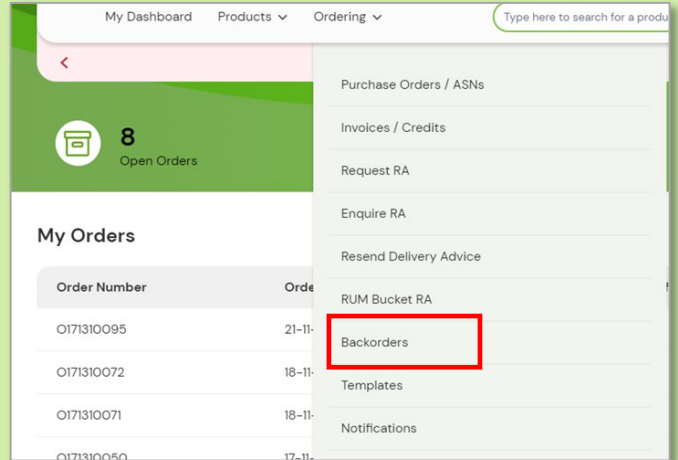 My Dashboard Products Ordering Type here to search for a produ
8
Open Orders
Purchase Orders / ASNs
Invoices / Credits
Request RA
Enquire RA
Resend Delivery Advice
RUM Bucket RA
Backorders
Templates
Notifications
My Orders
Order Number Orde
O171310095 21-11-
O171310072 18-11-
O171310071 18-11-
O171310050 17-11-